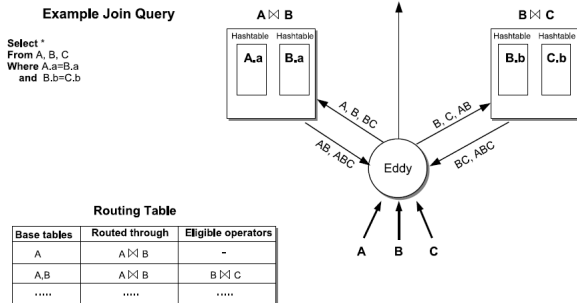 Example Join Query
Select *
From A, B, C
Where A.a=B.a
and B.b=C.b
A ⋈ B
Hashtable Hashtable
A.a B.a
B ⋈ C
Hashtable Hashtable
B.b C.b
A, B, BC
B, C, AB
AB, ABC
BC, ABC
Eddy
A B C
Routing Table
Base tables Routed through Eligible operators
A A ⋈ B -
A,B A ⋈ B B ⋈ C
..... ..... .....